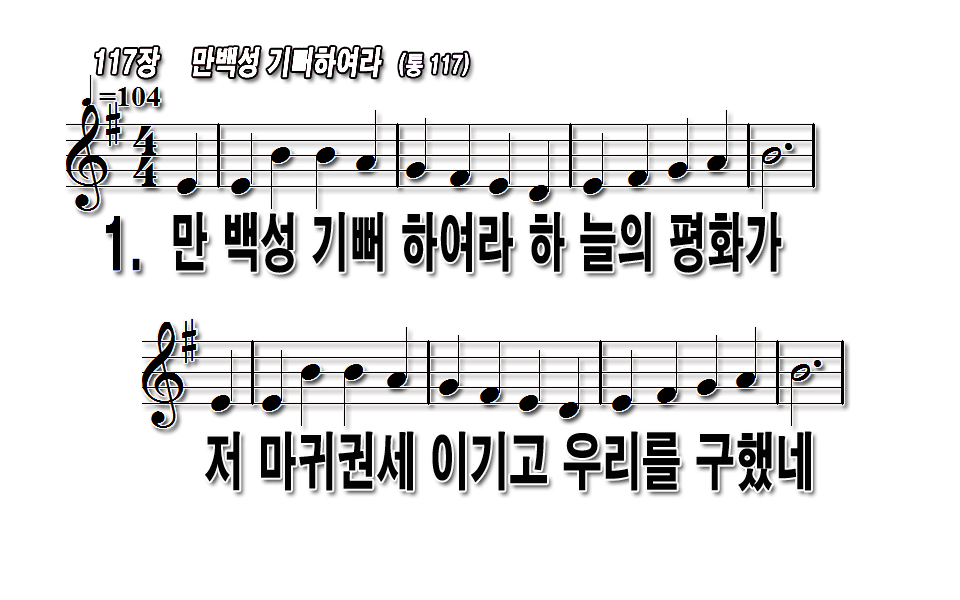 117장 만백성 기뻐하여라 (통 117)
=104
4
4
1. 만 백성 기뻐 하여라 하 늘의 평화가
저 마귀권세 이기고 우리를 구했네